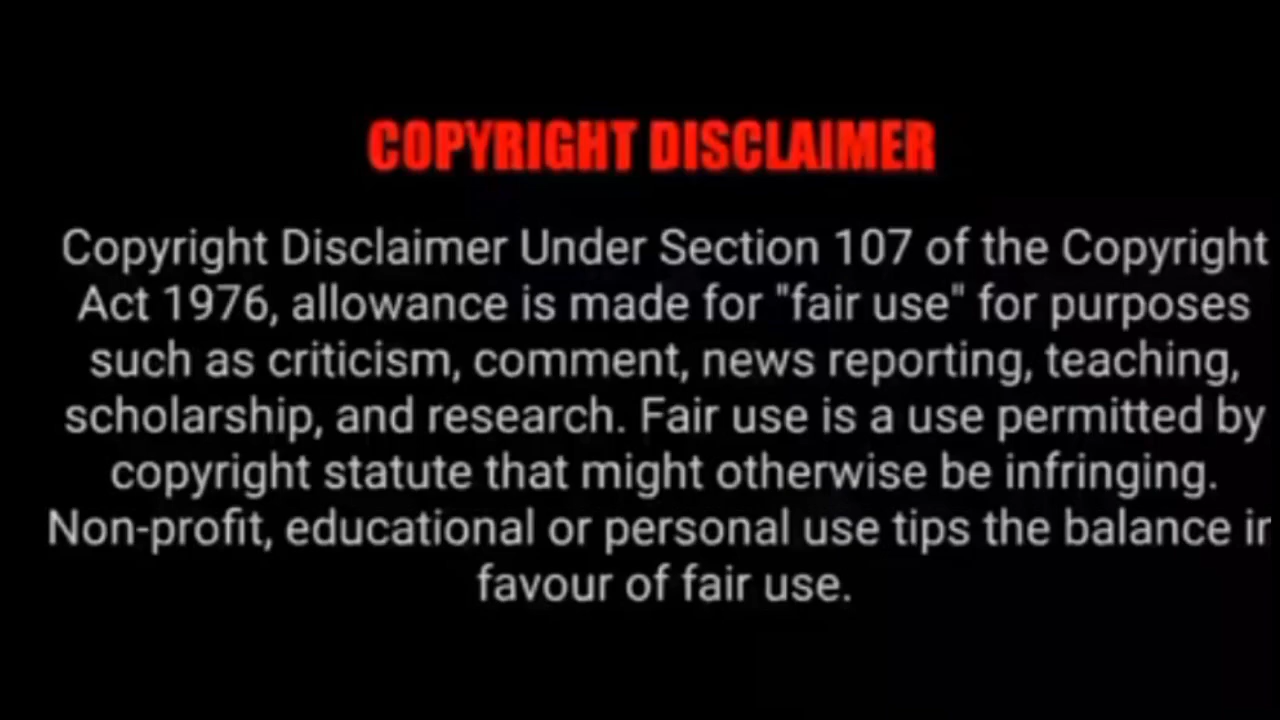 COPYRIGHT DISCLAIMER
Copyright Disclaimer Under Section 107 of the Copyright
Act 1976, allowance is made for "fair use" for purposes
such as criticism, comment, news reporting, teaching,
scholarship, and research. Fair use is a use permitted by
copyright statute that might otherwise be infringing.
Non-profit, educational or personal use tips the balance in
favour of fair use.